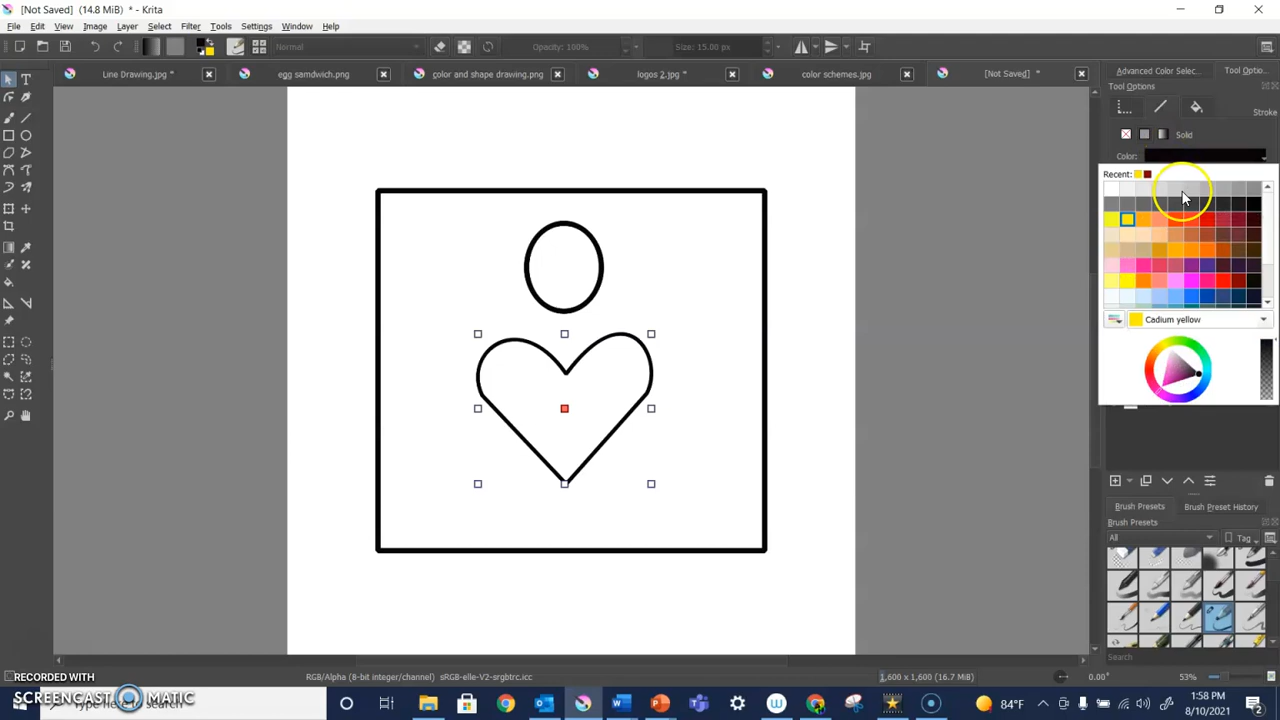 [Not Saved] (14.8 MiB) * - Krita
File Edit View Image Layer Select Filter Tools Settings Window Help
Normal Opacity: 100% Size: 15.00 px
Line Drawing.jpg * egg samdwich.png color and shape drawing.png logos 2.jpg * color schemes.jpg [Not Saved] *
Advanced Color Selec... Tool Optio...
Tool Options
Stroke
Solid
Color:
Recent:
Cadium yellow
Brush Presets Brush Preset History
Brush Presets
All Tag
Search
RGB/Alpha (8-bit integer/channel) sRGB-elle-V2-srgbtrc.icc 1,600 x 1,600 (16.7 MiB) 0.00° 53%
RECORDED WITH
SCREENCAST MATIC
here to search
84°F
1:58 PM
8/10/2021
2